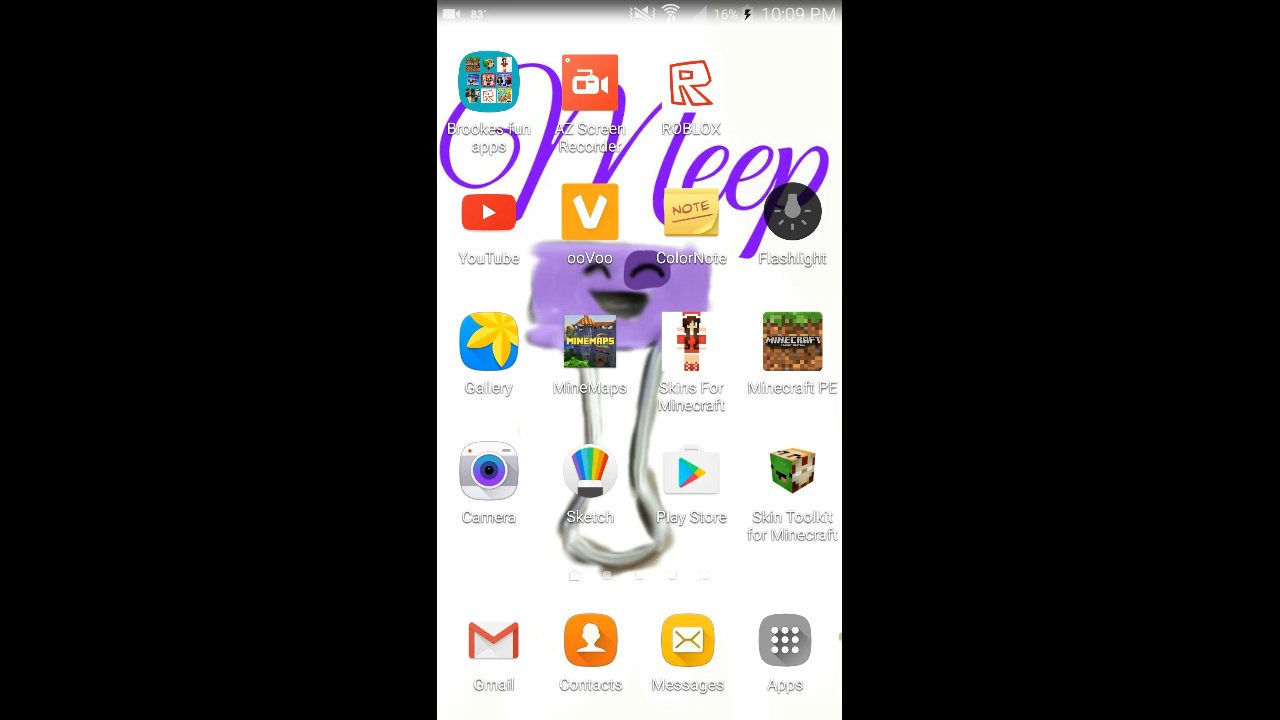 83°
16%
10:09 PM
Meep
Brookes fun
apps
AZ Screen
Recorder
ROBLOX
YouTube
ooVoo
NOTE
ColorNote
Flashlight
Gallery
MINEMAPS
MineMaps
Skins For
Minecraft
MINECRAFT
Minecraft PE
Camera
Sketch
Play Store
Skin Toolkit
for Minecraft
Gmail
Contacts
Messages
Apps